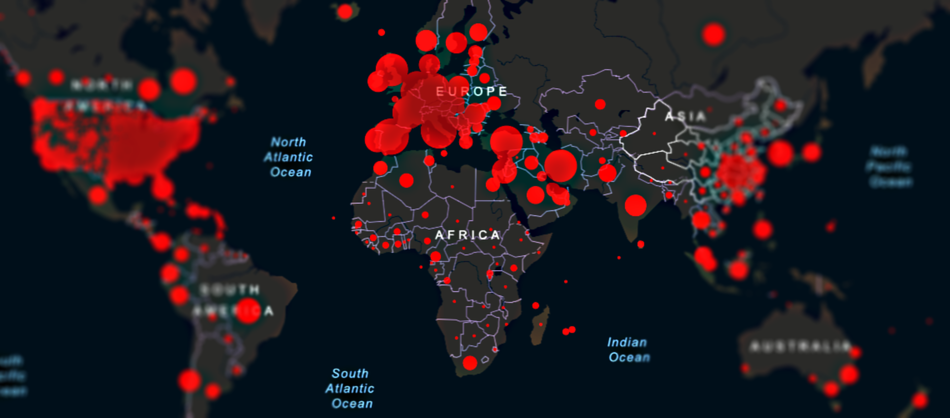 NORTH
AMERICA
EUROPE
ASIA
North
Atlantic
Ocean
North
Pacific
Ocean
AFRICA
SOUTH
AMERICA
Indian
Ocean
AUSTRALIA
South
Atlantic
Ocean